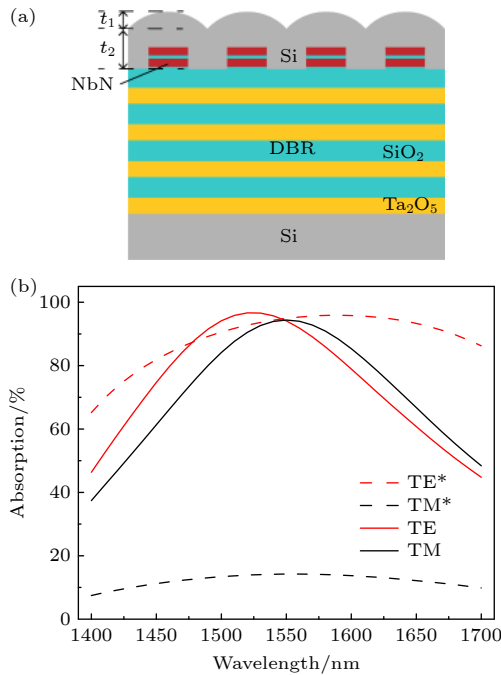 (a)
t₁
t₂
Si
NbN
DBR
SiO₂
Ta₂O₅
Si
(b)
100
80
60
40
20
0
Absorption/%
TE*
TM*
TE
TM
1400 1450 1500 1550 1600 1650 1700
Wavelength/nm